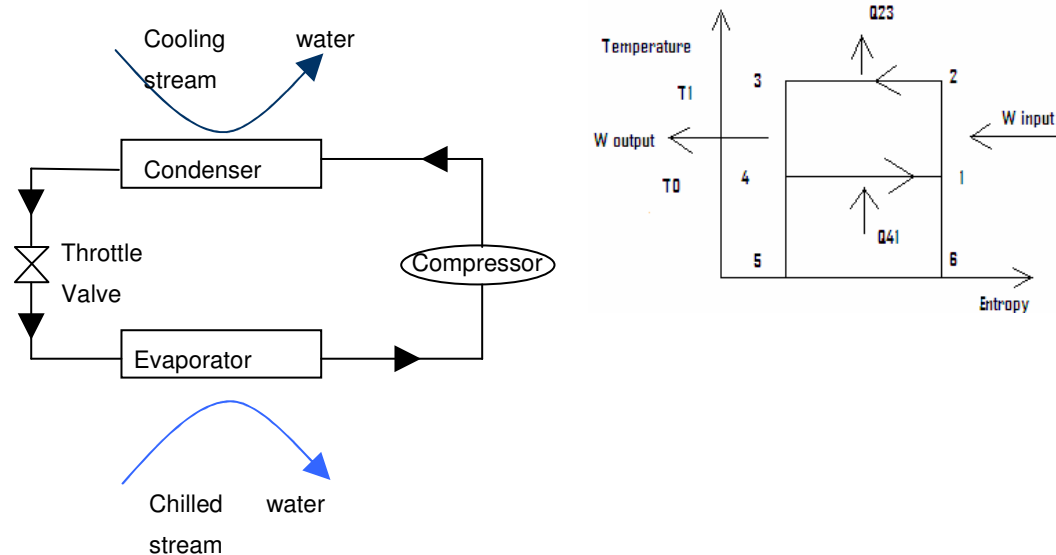 Cooling water
stream
Condenser
Throttle
Valve
Compressor
Evaporator
Chilled water
stream
Q23
Temperature
3
2
T1
W input
W output
4
1
T0
Q41
5
6
Entropy